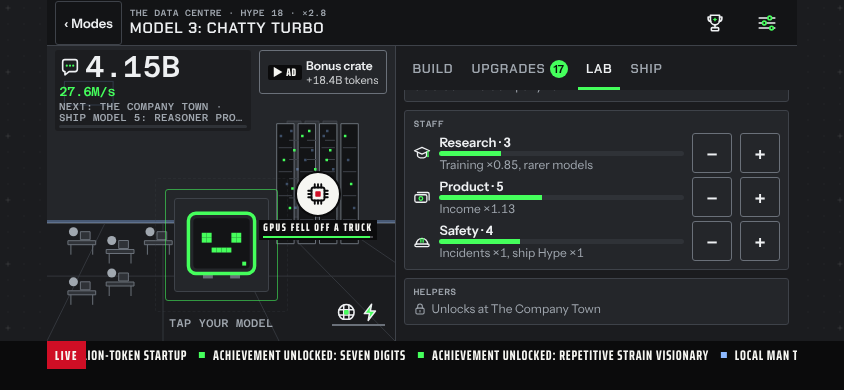 ‹ Modes
THE DATA CENTRE · HYPE 18 · ×2.8
MODEL 3: CHATTY TURBO
4.15B
27.6M/s
NEXT: THE COMPANY TOWN ·
SHIP MODEL 5: REASONER PRO…
AD
Bonus crate
+18.4B tokens
GPUS FELL OFF A TRUCK
TAP YOUR MODEL
BUILD
UPGRADES 17
LAB
SHIP
STAFF
Research · 3
Training ×0.85, rarer models
Product · 5
Income ×1.13
Safety · 4
Incidents ×1, ship Hype ×1
HELPERS
Unlocks at The Company Town
LIVE
ION-TOKEN STARTUP ACHIEVEMENT UNLOCKED: SEVEN DIGITS ACHIEVEMENT UNLOCKED: REPETITIVE STRAIN VISIONARY LOCAL MAN T